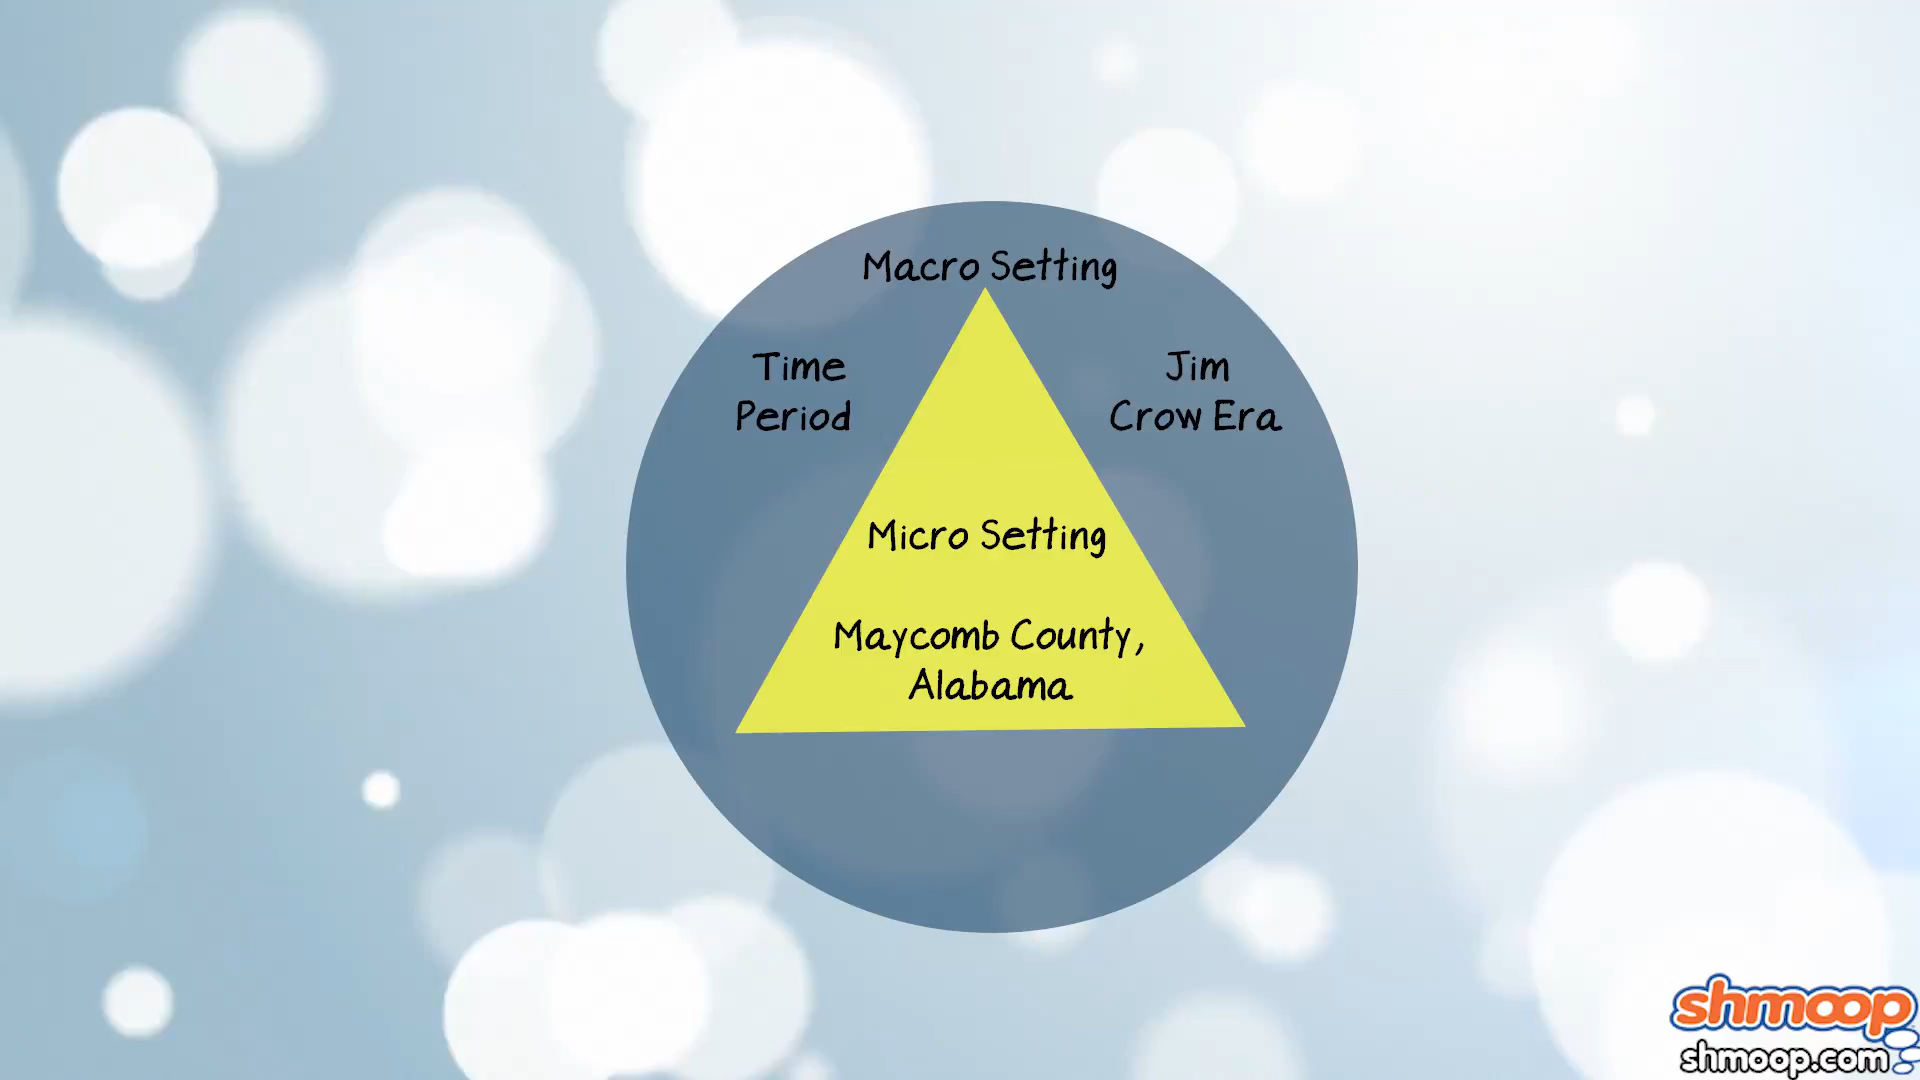 Macro Setting
Time
Period
Jim
Crow Era
Micro Setting
Maycomb County,
Alabama
shmoop
shmoop.com